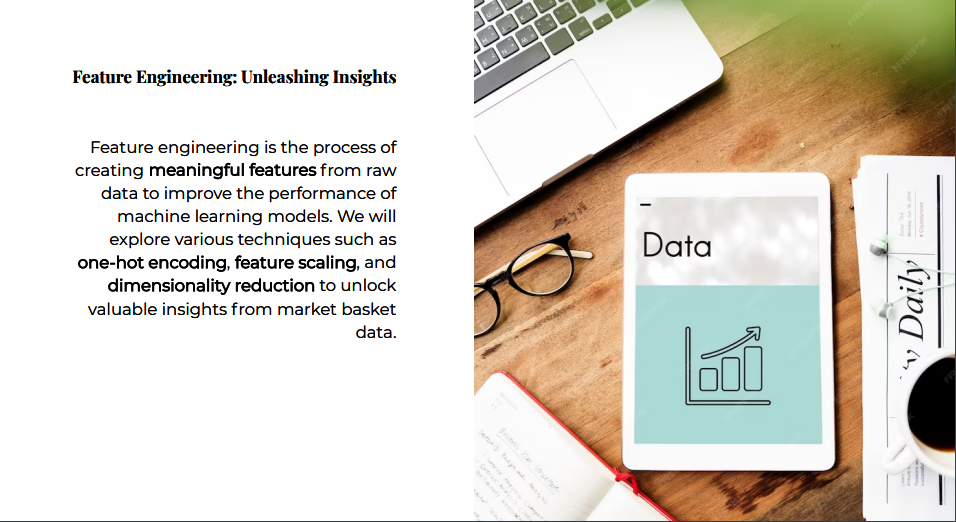 Feature Engineering: Unleashing Insights
Feature engineering is the process of
creating meaningful features from raw
data to improve the performance of
machine learning models. We will
explore various techniques such as
one-hot encoding, feature scaling, and
dimensionality reduction to unlock
valuable insights from market basket
data.
Data
Daily